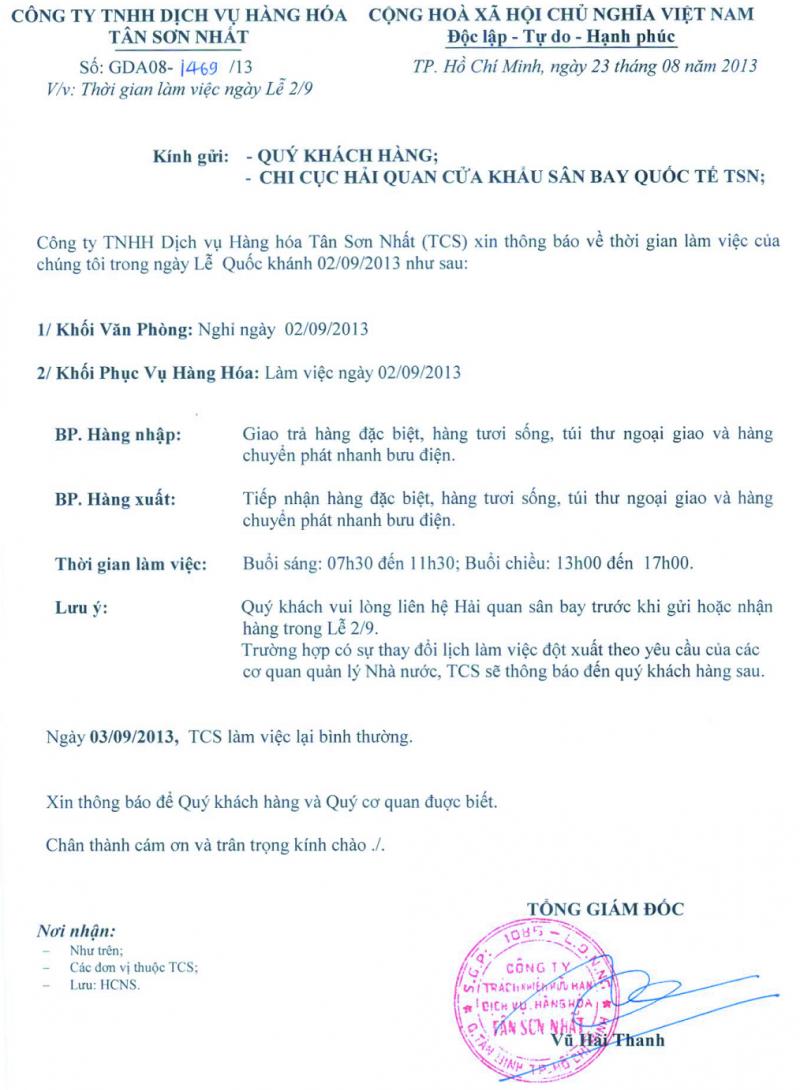 CÔNG TY TNHH DỊCH VỤ HÀNG HÓA
TÂN SƠN NHẤT
Số: GDA08- 1469 /13
V/v: Thời gian làm việc ngày Lễ 2/9
CỘNG HOÀ XÃ HỘI CHỦ NGHĨA VIỆT NAM
Độc lập - Tự do - Hạnh phúc
TP. Hồ Chí Minh, ngày 23 tháng 08 năm 2013
Kính gửi: - QUÝ KHÁCH HÀNG;
- CHI CỤC HẢI QUAN CỬA KHẨU SÂN BAY QUỐC TẾ TSN;
Công ty TNHH Dịch vụ Hàng hóa Tân Sơn Nhất (TCS) xin thông báo về thời gian làm việc của
chúng tôi trong ngày Lễ Quốc khánh 02/09/2013 như sau:
1/ Khối Văn Phòng: Nghỉ ngày 02/09/2013
2/ Khối Phục Vụ Hàng Hóa: Làm việc ngày 02/09/2013
BP. Hàng nhập: Giao trả hàng đặc biệt, hàng tươi sống, túi thư ngoại giao và hàng
chuyển phát nhanh bưu điện.
BP. Hàng xuất: Tiếp nhận hàng đặc biệt, hàng tươi sống, túi thư ngoại giao và hàng
chuyển phát nhanh bưu điện.
Thời gian làm việc: Buổi sáng: 07h30 đến 11h30; Buổi chiều: 13h00 đến 17h00.
Lưu ý: Quý khách vui lòng liên hệ Hải quan sân bay trước khi gửi hoặc nhận
hàng trong Lễ 2/9.
Trường hợp có sự thay đổi lịch làm việc đột xuất theo yêu cầu của các
cơ quan quản lý Nhà nước, TCS sẽ thông báo đến quý khách hàng sau.
Ngày 03/09/2013, TCS làm việc lại bình thường.
Xin thông báo để Quý khách hàng và Quý cơ quan đuợc biết.
Chân thành cám ơn và trân trọng kính chào ./.
TỔNG GIÁM ĐỐC
Nơi nhận:
- Như trên;
- Các đơn vị thuộc TCS;
- Lưu: HCNS.
CÔNG TY
TRÁCH NHIỆM HỮU HẠN
DỊCH VỤ HÀNG HÓA
TÂN SƠN NHẤT
Q.TÂN BÌNH TP.HỒ CHÍ MINH
Vũ Hải Thanh